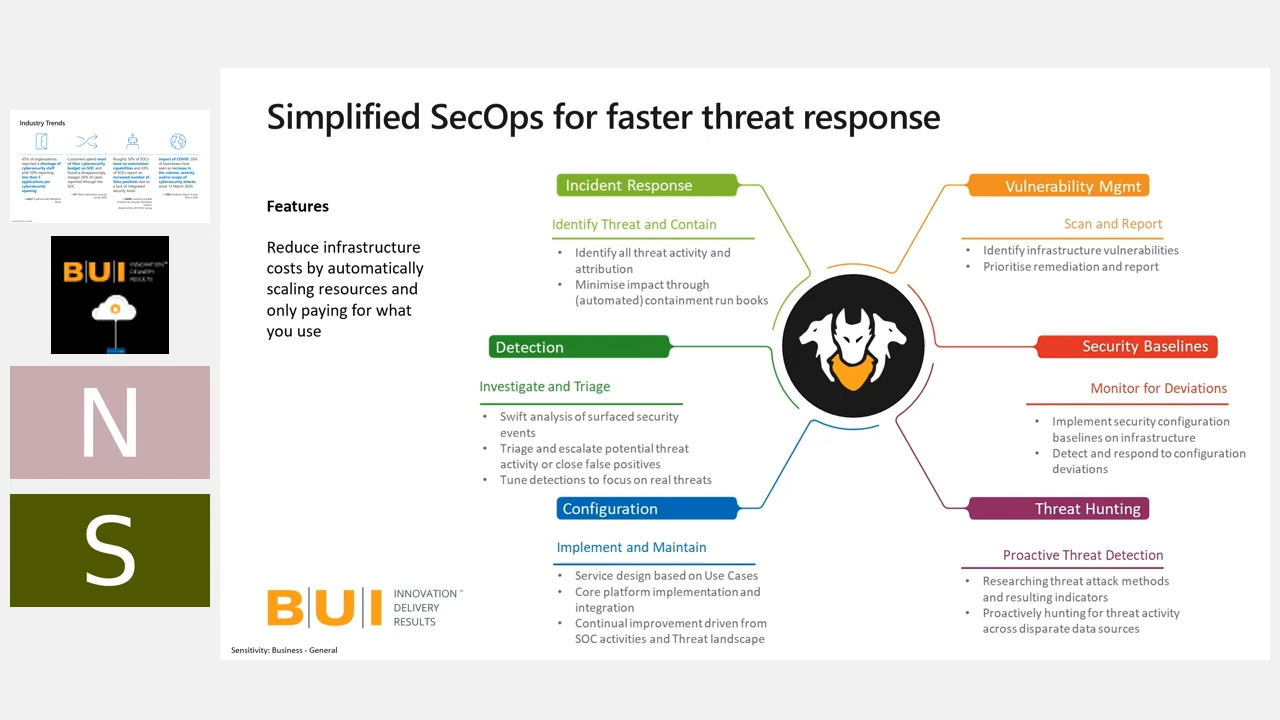 Industry Trends
BUI
INNOVATION
DELIVERY
RESULTS
N
S
Simplified SecOps for faster threat response
Features
Reduce infrastructure
costs by automatically
scaling resources and
only paying for what
you use
Incident Response
Identify Threat and Contain
• Identify all threat activity and
attribution
• Minimise impact through
(automated) containment run books
Detection
Investigate and Triage
• Swift analysis of surfaced security
events
• Triage and escalate potential threat
activity or close false positives
• Tune detections to focus on real threats
Configuration
Implement and Maintain
• Service design based on Use Cases
• Core platform implementation and
integration
• Continual improvement driven from
SOC activities and Threat landscape
Vulnerability Mgmt
Scan and Report
• Identify infrastructure vulnerabilities
• Prioritise remediation and report
Security Baselines
Monitor for Deviations
• Implement security configuration
baselines on infrastructure
• Detect and respond to configuration
deviations
Threat Hunting
Proactive Threat Detection
• Researching threat attack methods
and resulting indicators
• Proactively hunting for threat activity
across disparate data sources
B|U|I
INNOVATION™
DELIVERY
RESULTS
Sensitivity: Business - General